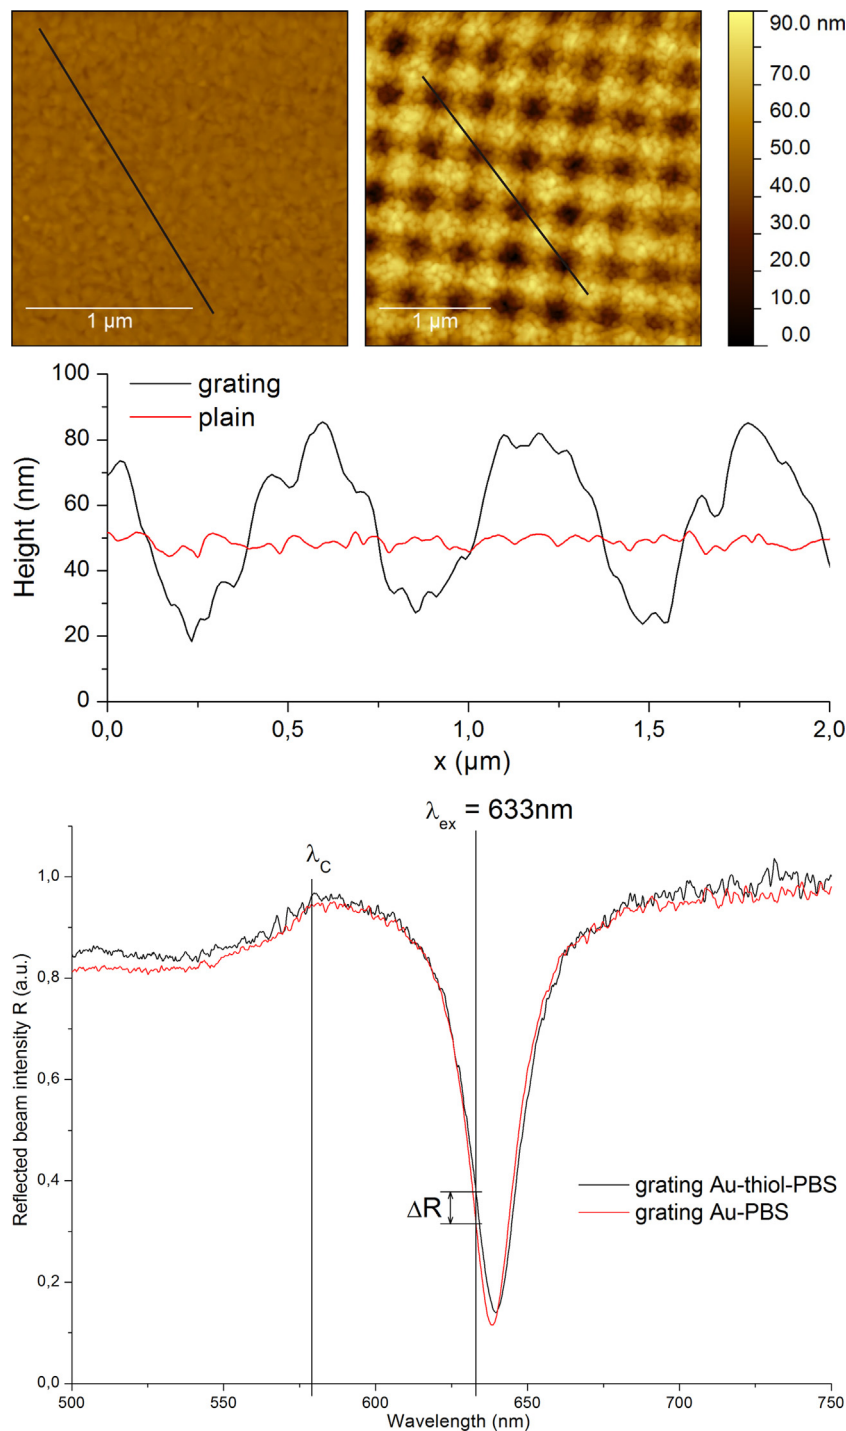 90.0 nm
70.0
60.0
50.0
40.0
30.0
20.0
10.0
0.0
1 µm
1 µm
100
80
60
40
20
0
Height (nm)
grating
plain
0,0 0,5 1,0 1,5 2,0
x (µm)
λex = 633nm
λC
1,0
0,8
0,6
0,4
0,2
0,0
Reflected beam intensity R (a.u.)
ΔR
grating Au-thiol-PBS
grating Au-PBS
500 550 600 650 700 750
Wavelength (nm)